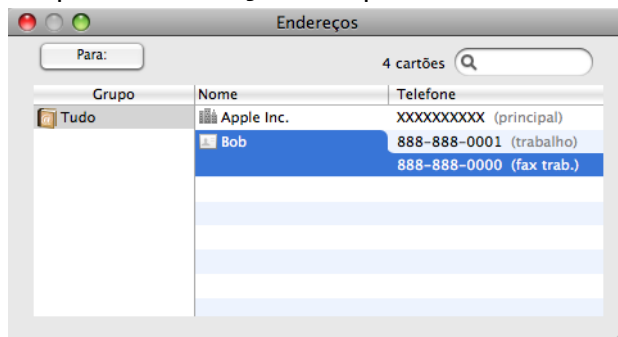 Endereços
Para:
4 cartões
Grupo Nome Telefone
Tudo Apple Inc. XXXXXXXXXX (principal)
Bob 888-888-0001 (trabalho)
888-888-0000 (fax trab.)